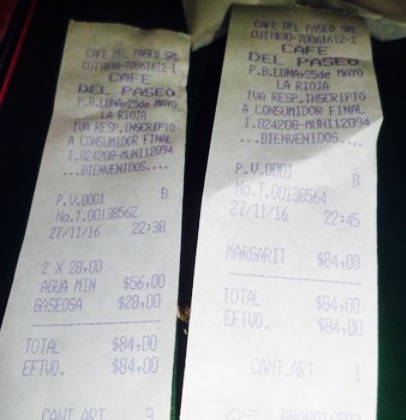 CAFE DEL PASEO SRL
CUIT#30-70861612-1
CAFE
DEL PASEO
P.B.LUNA/25de MAYO
LA RIOJA
IVA RESP.INSCRIPTO
A CONSUMIDOR FINAL
I.B24208-MUNI12094
...BIENVENIDOS....
P.V.0001 B
No.T.00138562
27/11/16 22:38
2 X 28,00
AGUA MIN $56,00
GASEOSA $28,00
TOTAL $84,00
EFTVO. $84,00
CANT.ART 3
CAFE DEL PASEO SRL
CUIT#30-70861612-1
CAFE
DEL PASEO
P.B.LUNA/25de MAYO
LA RIOJA
IVA RESP.INSCRIPTO
A CONSUMIDOR FINAL
I.B24208-MUNI12094
...BIENVENIDOS....
P.V.0001 B
No.T.00138564
27/11/16 22:45
MARGARIT $84,00
TOTAL $84,00
EFTVO. $84,00
CANT.ART 1